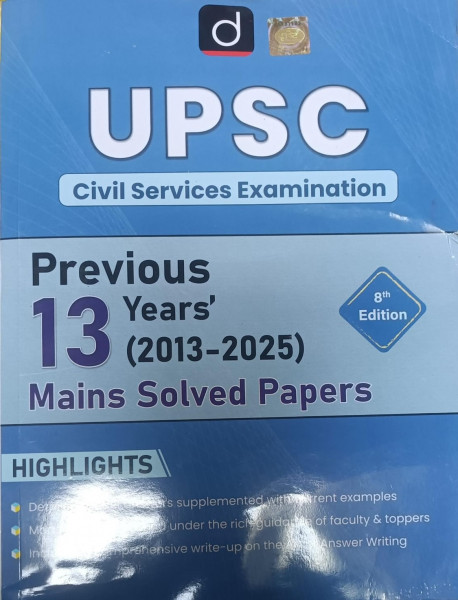 d
UPSC
Civil Services Examination
Previous
13 Years'
(2013-2025)
8th
Edition
Mains Solved Papers
HIGHLIGHTS
supplemented with current examples
under the rich guidance of faculty & toppers
write-up on the Answer Writing